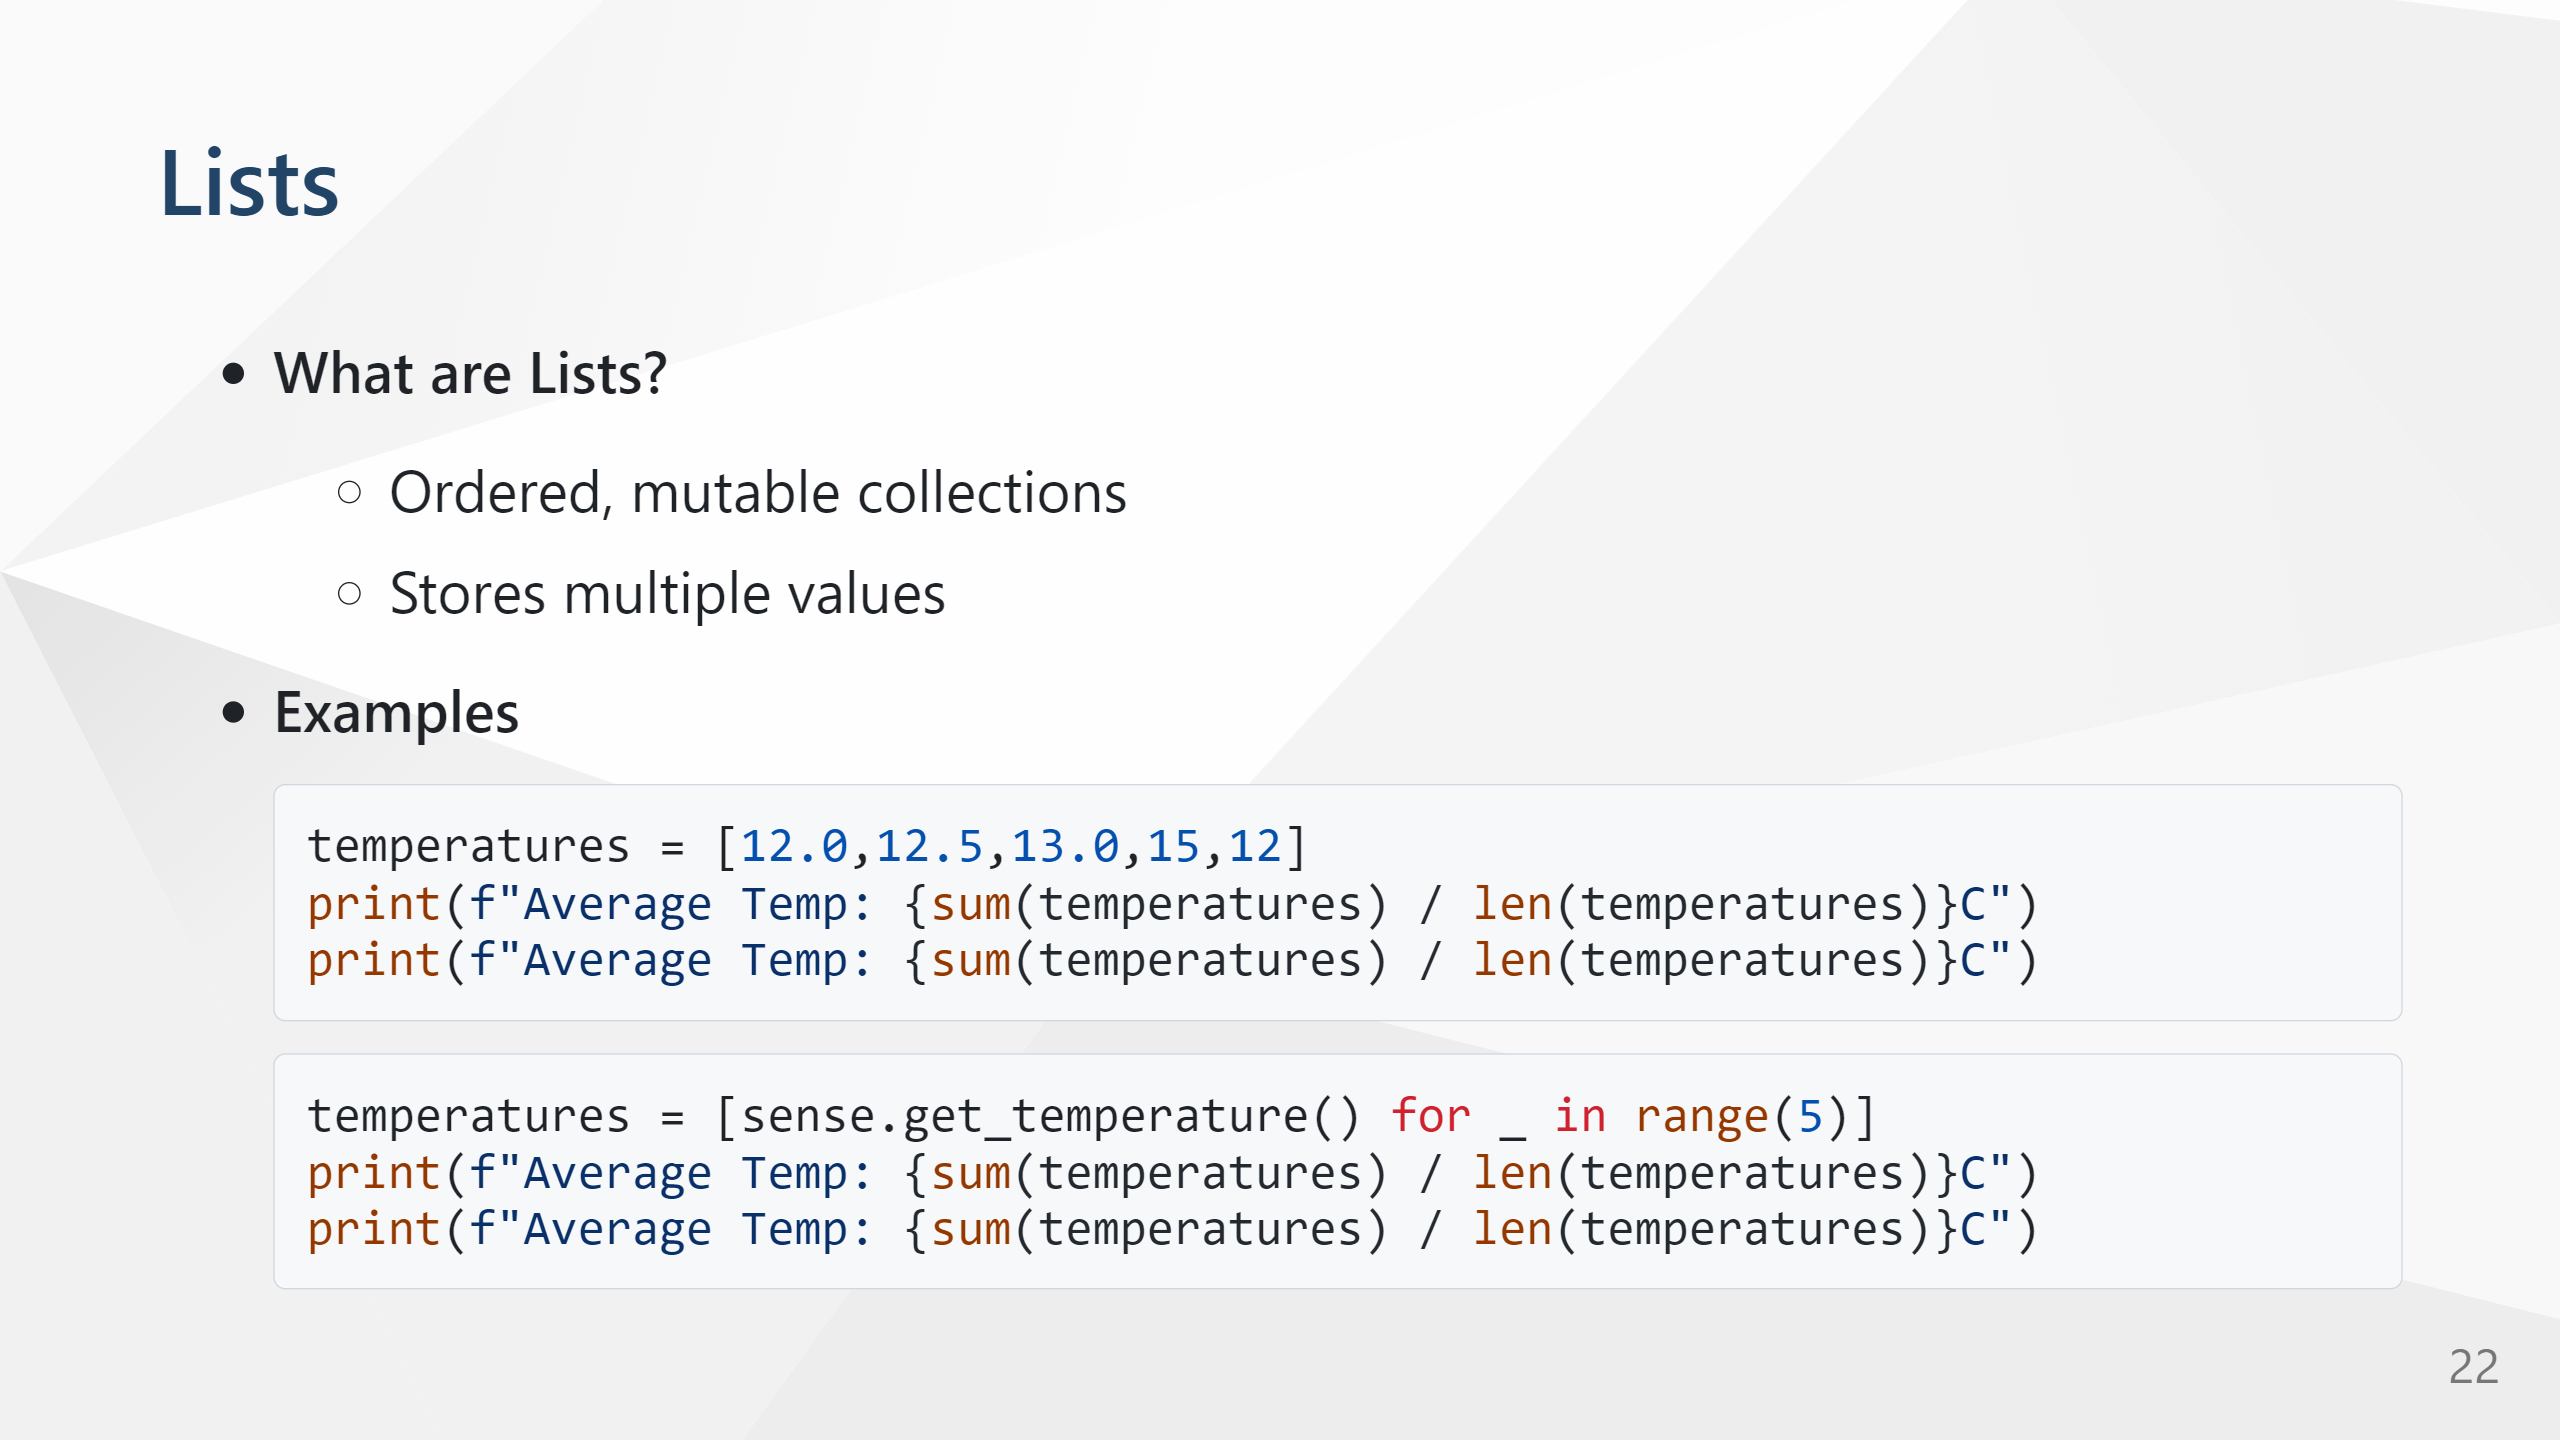 Lists
• What are Lists?
○ Ordered, mutable collections
○ Stores multiple values
• Examples
temperatures = [12.0,12.5,13.0,15,12]
print(f"Average Temp: {sum(temperatures) / len(temperatures)}C")
print(f"Average Temp: {sum(temperatures) / len(temperatures)}C")
temperatures = [sense.get_temperature() for _ in range(5)]
print(f"Average Temp: {sum(temperatures) / len(temperatures)}C")
print(f"Average Temp: {sum(temperatures) / len(temperatures)}C")
22